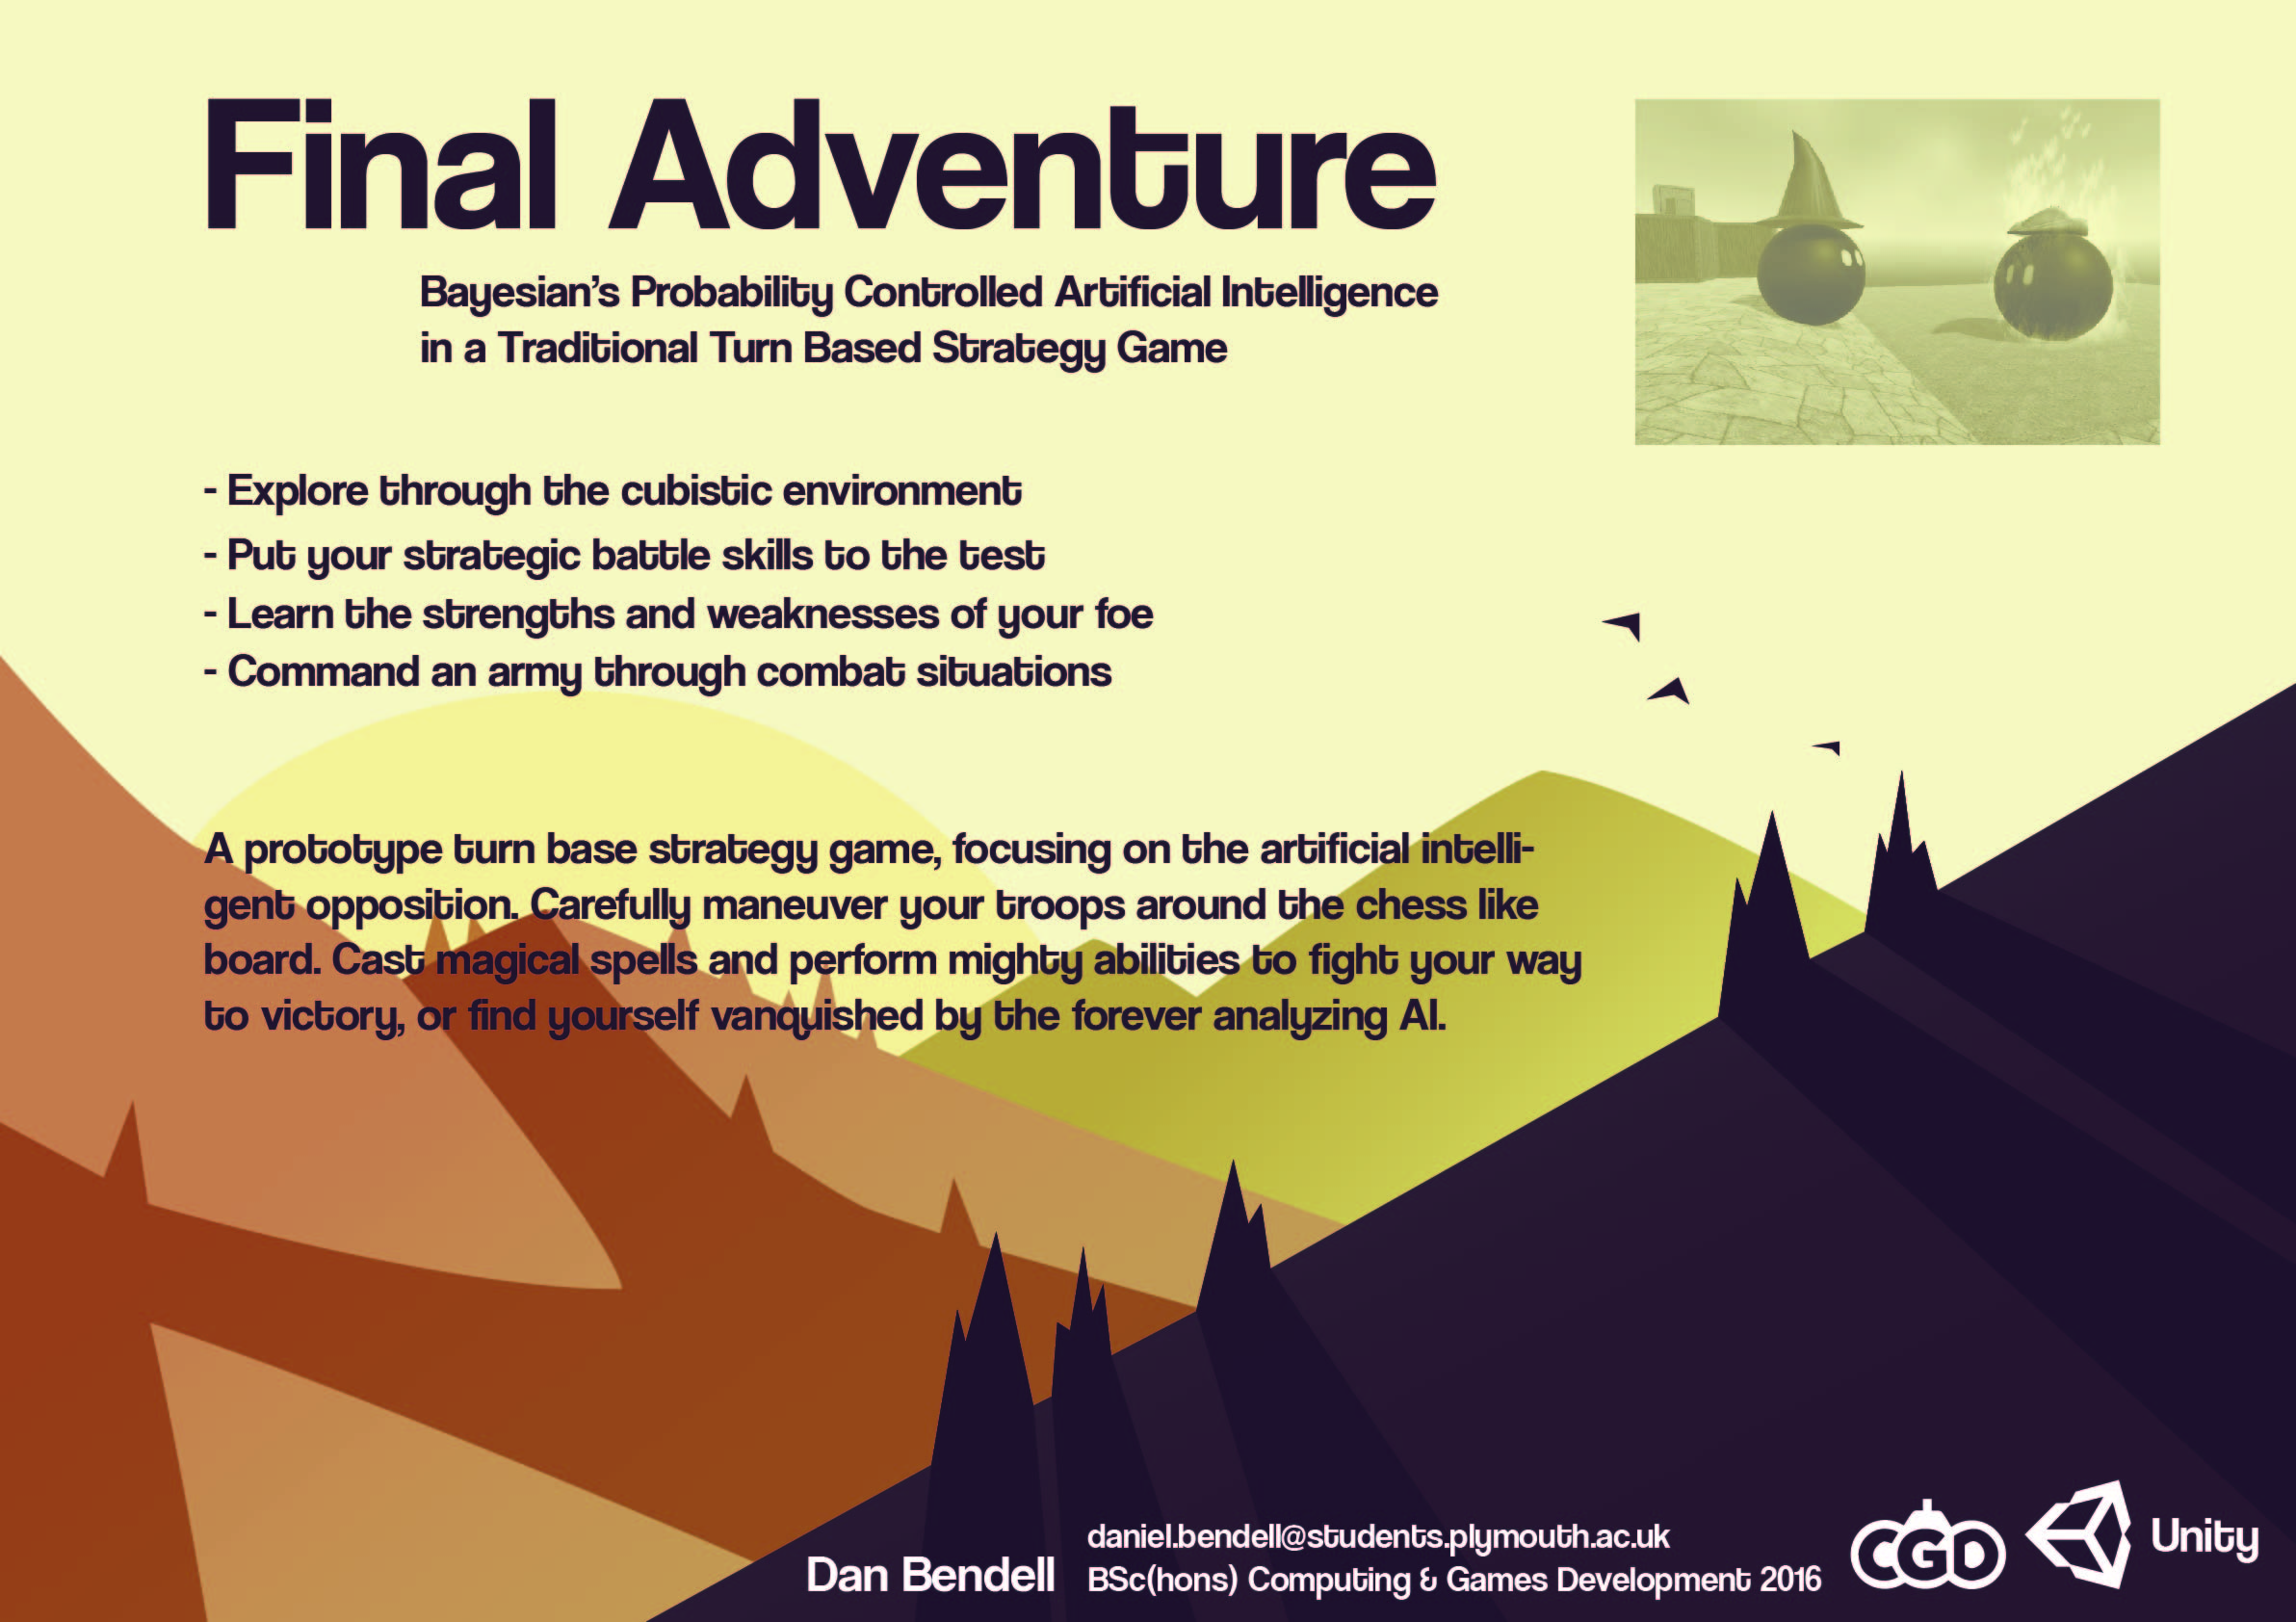 Final Adventure
Bayesian's Probability Controlled Artificial Intelligence
in a Traditional Turn Based Strategy Game
- Explore through the cubistic environment
- Put your strategic battle skills to the test
- Learn the strengths and weaknesses of your foe
- Command an army through combat situations
A prototype turn base strategy game, focusing on the artificial intelli-
gent opposition. Carefully maneuver your troops around the chess like
board. Cast magical spells and perform mighty abilities to fight your way
to victory, or find yourself vanquished by the forever analyzing AI.
Dan Bendell
daniel.bendell@students.plymouth.ac.uk
BSc(hons) Computing & Games Development 2016
CGD
Unity